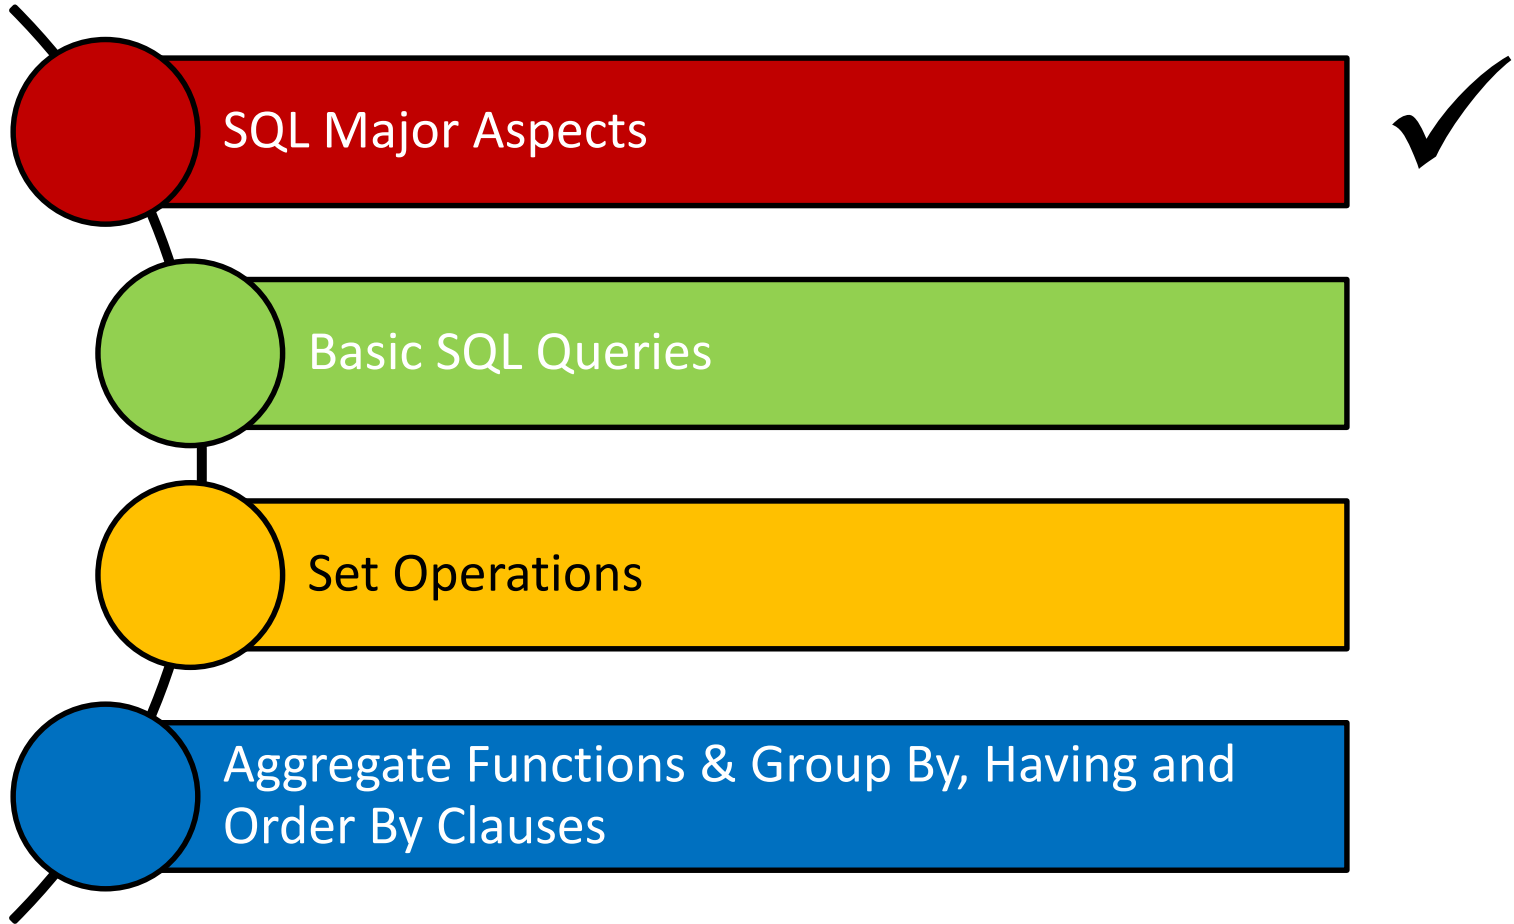 SQL Major Aspects
Basic SQL Queries
Set Operations
Aggregate Functions & Group By, Having and
Order By Clauses